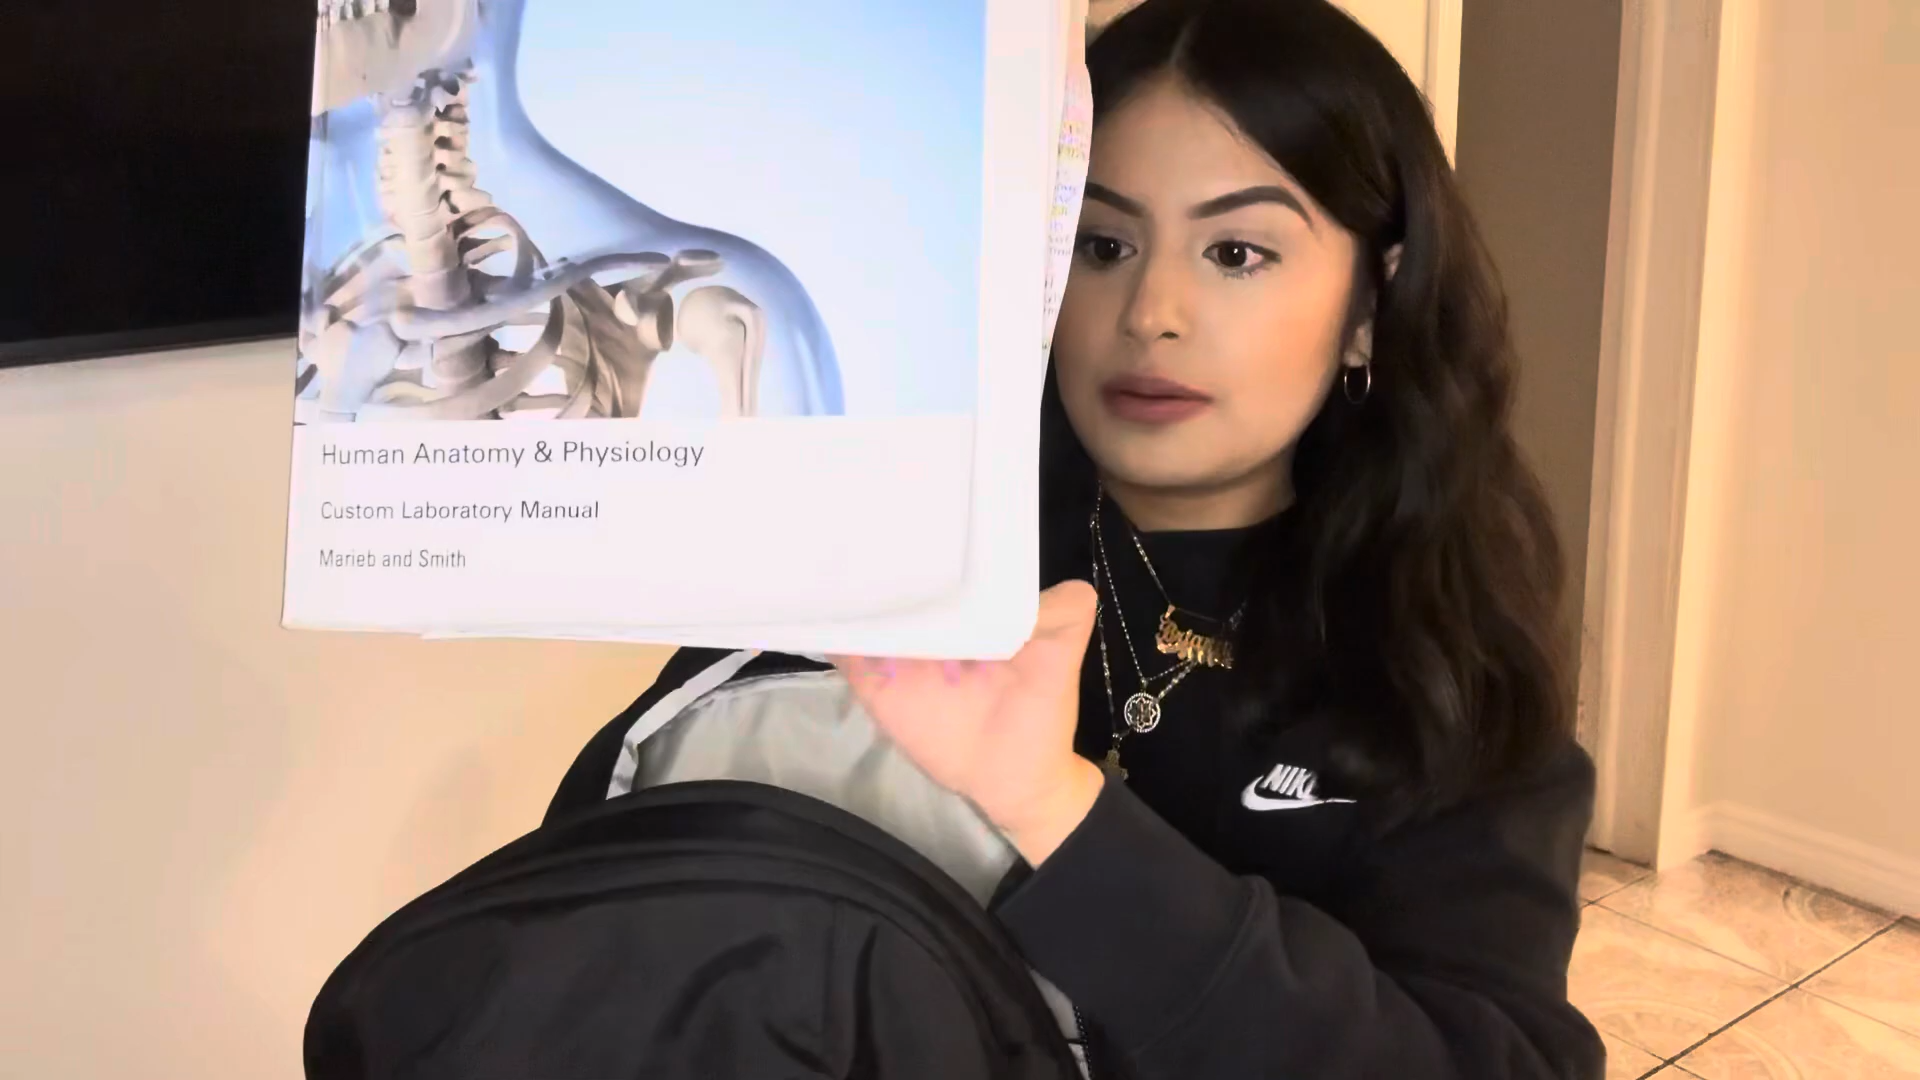 Human Anatomy & Physiology
Custom Laboratory Manual
Marieb and Smith
NIKE